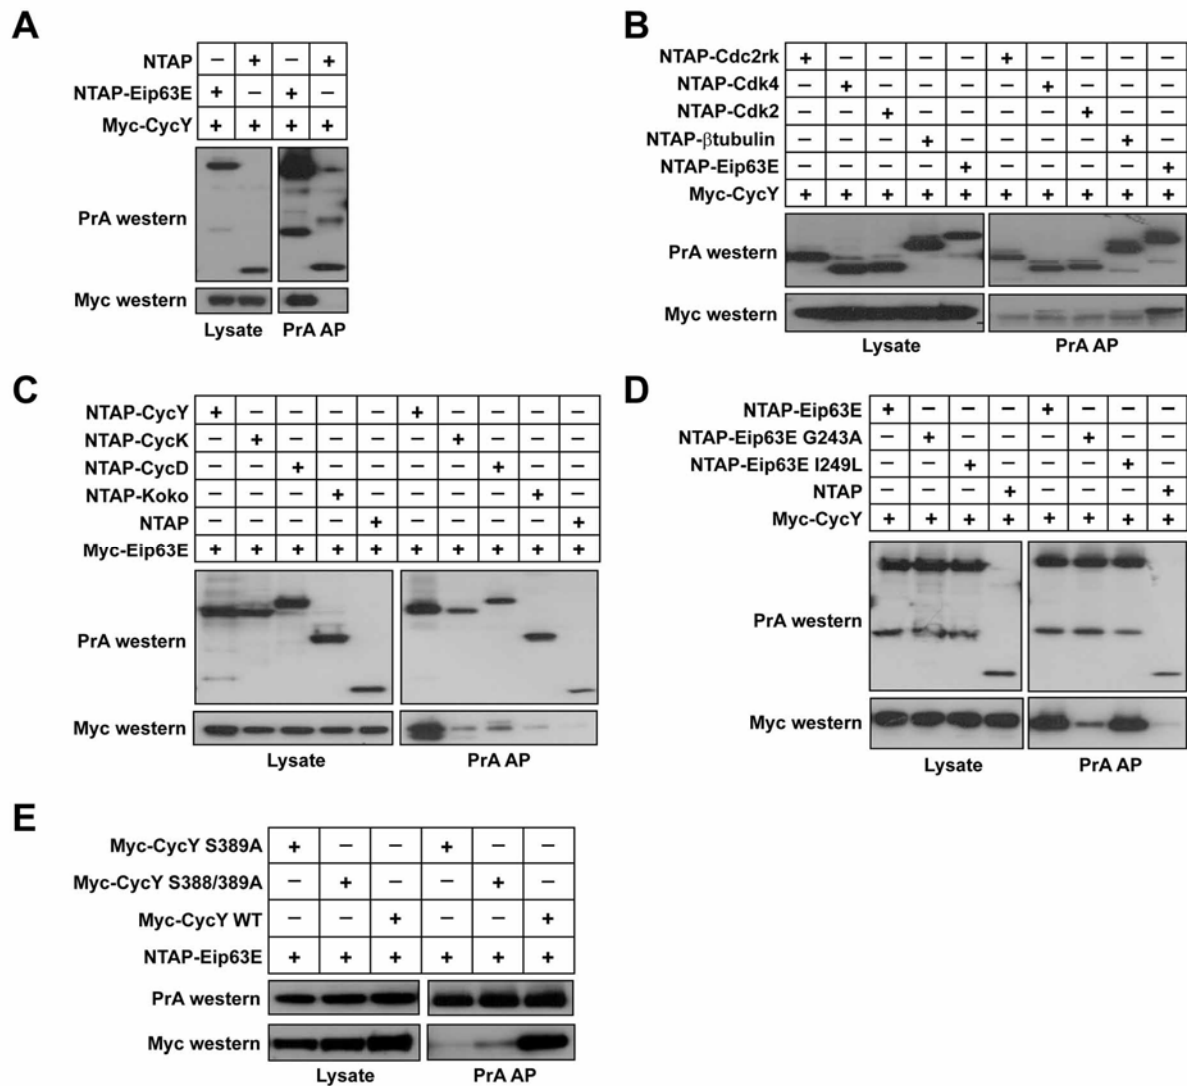 A
NTAP − + − +
NTAP-Eip63E + − + −
Myc-CycY + + + +
PrA western
Myc western
Lysate PrA AP
B
NTAP-Cdc2rk + − − − − + − − − −
NTAP-Cdk4 − + − − − − + − − −
NTAP-Cdk2 − − + − − − − + − −
NTAP-βtubulin − − − + − − − − + −
NTAP-Eip63E − − − − + − − − − +
Myc-CycY + + + + + + + + + +
PrA western
Myc western
Lysate PrA AP
C
NTAP-CycY + − − − − + − − − −
NTAP-CycK − + − − − − + − − −
NTAP-CycD − − + − − − − + − −
NTAP-Koko − − − + − − − − + −
NTAP − − − − + − − − − +
Myc-Eip63E + + + + + + + + + +
PrA western
Myc western
Lysate PrA AP
D
NTAP-Eip63E + − − − + − − −
NTAP-Eip63E G243A − + − − − + − −
NTAP-Eip63E I249L − − + − − − + −
NTAP − − − + − − − +
Myc-CycY + + + + + + + +
PrA western
Myc western
Lysate PrA AP
E
Myc-CycY S389A + − − + − −
Myc-CycY S388/389A − + − − + −
Myc-CycY WT − − + − − +
NTAP-Eip63E + + + + + +
PrA western
Myc western
Lysate PrA AP